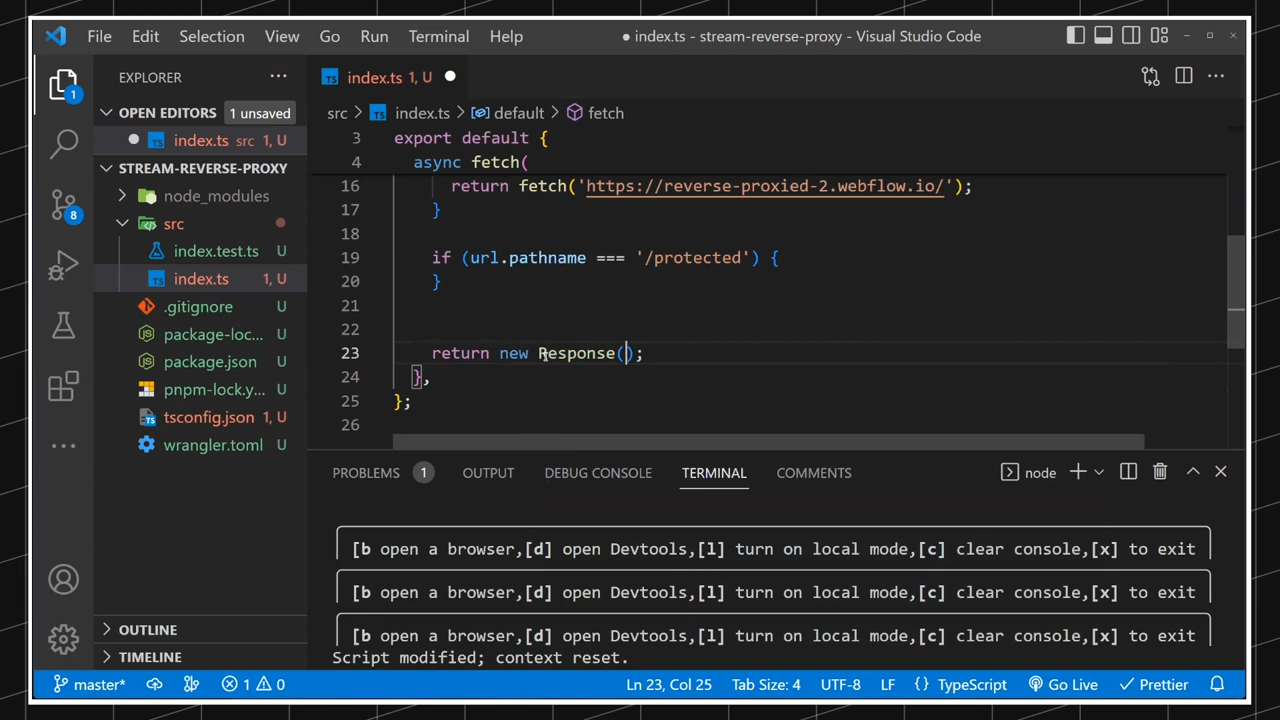 File Edit Selection View Go Run Terminal Help
● index.ts - stream-reverse-proxy - Visual Studio Code
EXPLORER ...
TS index.ts 1, U ●
OPEN EDITORS 1 unsaved
src > TS index.ts > default > fetch
● TS index.ts src 1, U
STREAM-REVERSE-PROXY
node_modules
src
index.test.ts U
TS index.ts 1, U
.gitignore U
package-loc... U
package.json U
pnpm-lock.y... U
TS tsconfig.json 1, U
wrangler.toml U
OUTLINE
TIMELINE
1
8
3 export default {
4 async fetch(
16 return fetch('https://reverse-proxied-2.webflow.io/');
17 }
18
19 if (url.pathname === '/protected') {
20 }
21
22
23 return new Response();
24 },
25 };
26
PROBLEMS 1 OUTPUT DEBUG CONSOLE TERMINAL COMMENTS node
[b open a browser,[d] open Devtools,[l] turn on local mode,[c] clear console,[x] to exit
[b open a browser,[d] open Devtools,[l] turn on local mode,[c] clear console,[x] to exit
[b open a browser,[d] open Devtools,[l] turn on local mode,[c] clear console,[x] to exit
Script modified; context reset.
master* 1 0 Ln 23, Col 25 Tab Size: 4 UTF-8 LF {} TypeScript Go Live Prettier